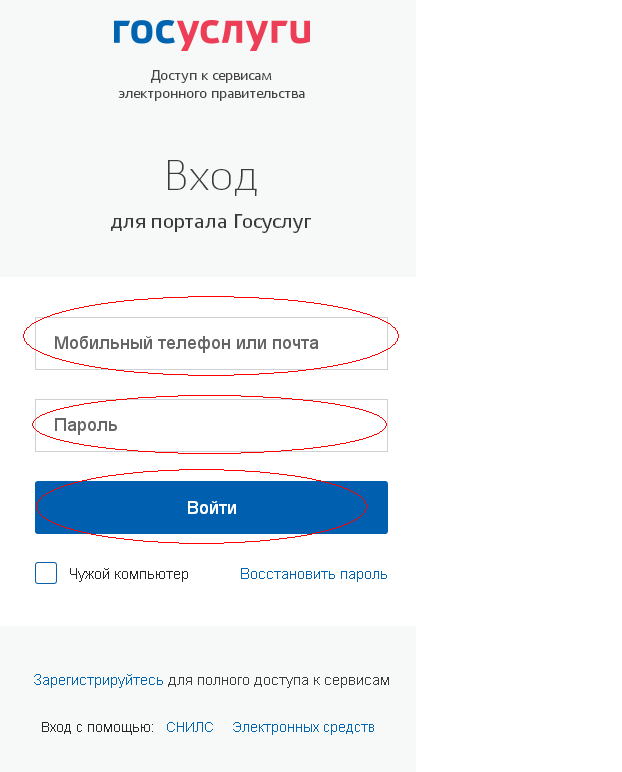 госуслуги
Доступ к сервисам
электронного правительства
Вход
для портала Госуслуг
Мобильный телефон или почта
Пароль
Войти
Чужой компьютер Восстановить пароль
Зарегистрируйтесь для полного доступа к сервисам
Вход с помощью: СНИЛС Электронных средств